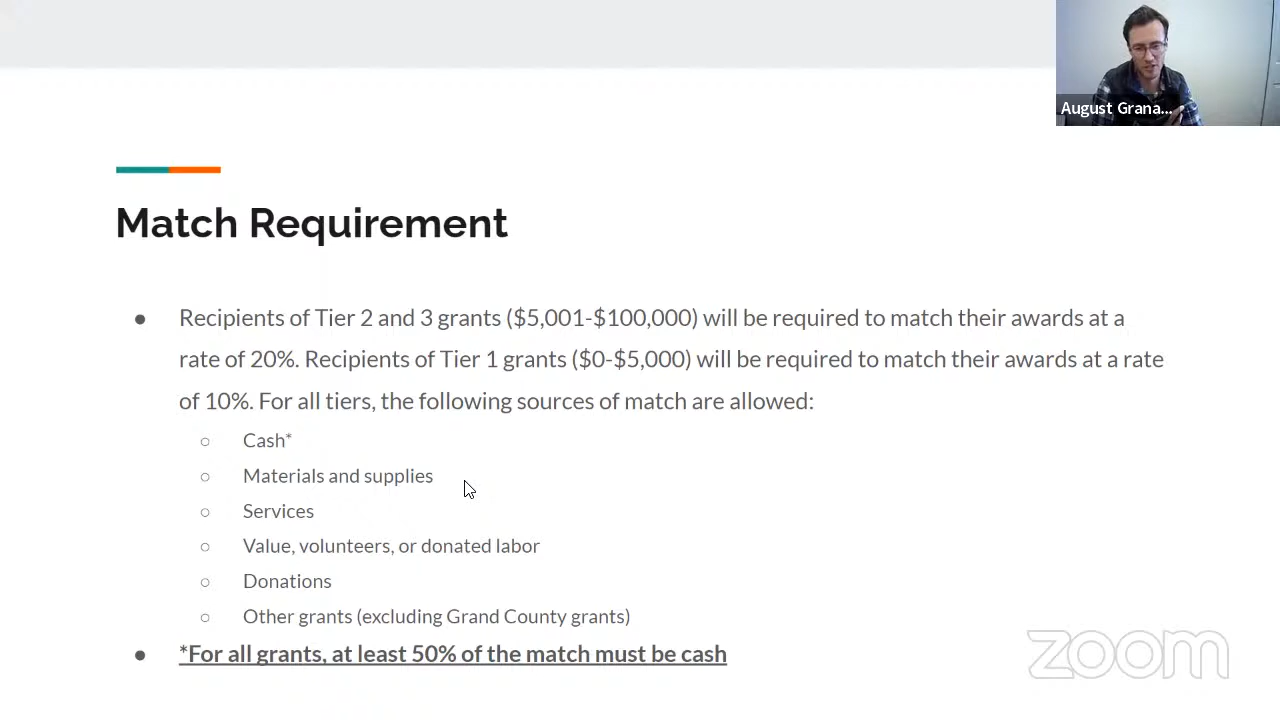 August Grana...
Match Requirement
● Recipients of Tier 2 and 3 grants ($5,001-$100,000) will be required to match their awards at a
rate of 20%. Recipients of Tier 1 grants ($0-$5,000) will be required to match their awards at a rate
of 10%. For all tiers, the following sources of match are allowed:
○ Cash*
○ Materials and supplies
○ Services
○ Value, volunteers, or donated labor
○ Donations
○ Other grants (excluding Grand County grants)
● *For all grants, at least 50% of the match must be cash
zoom